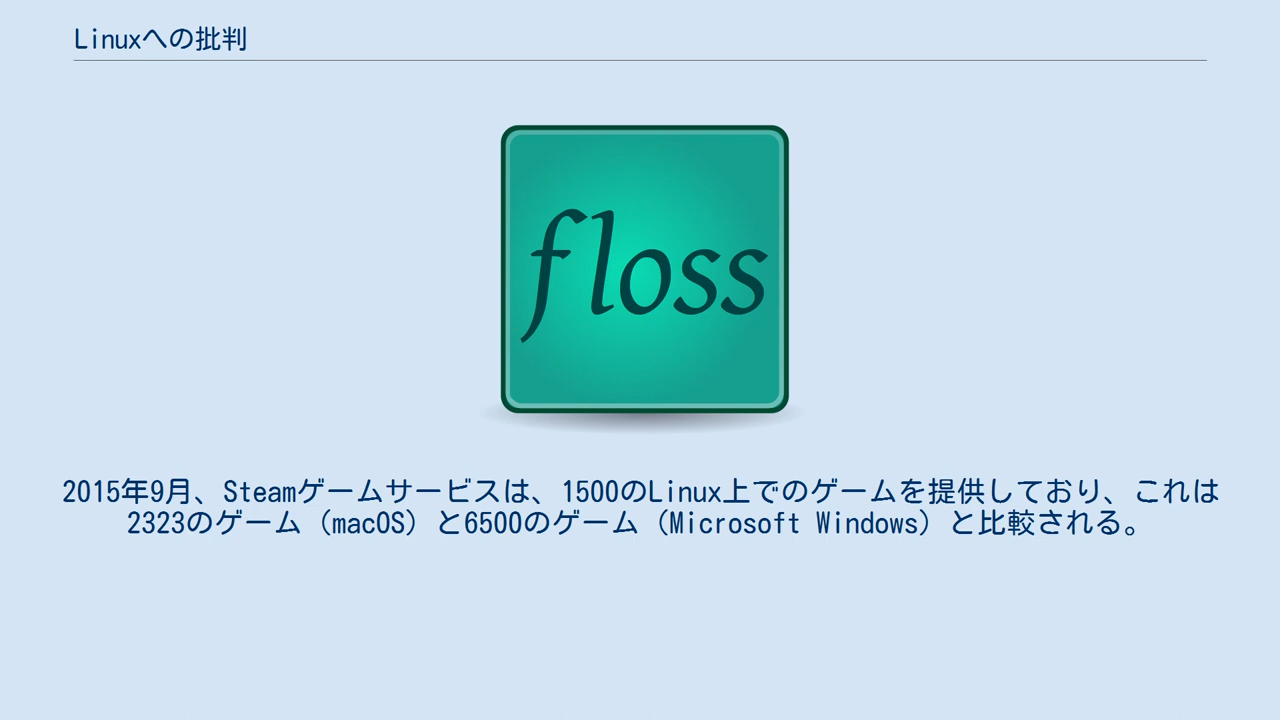 Linuxへの批判
floss
2015年9月、Steamゲームサービスは、1500のLinux上でのゲームを提供しており、これは
2323のゲーム（macOS）と6500のゲーム（Microsoft Windows）と比較される。